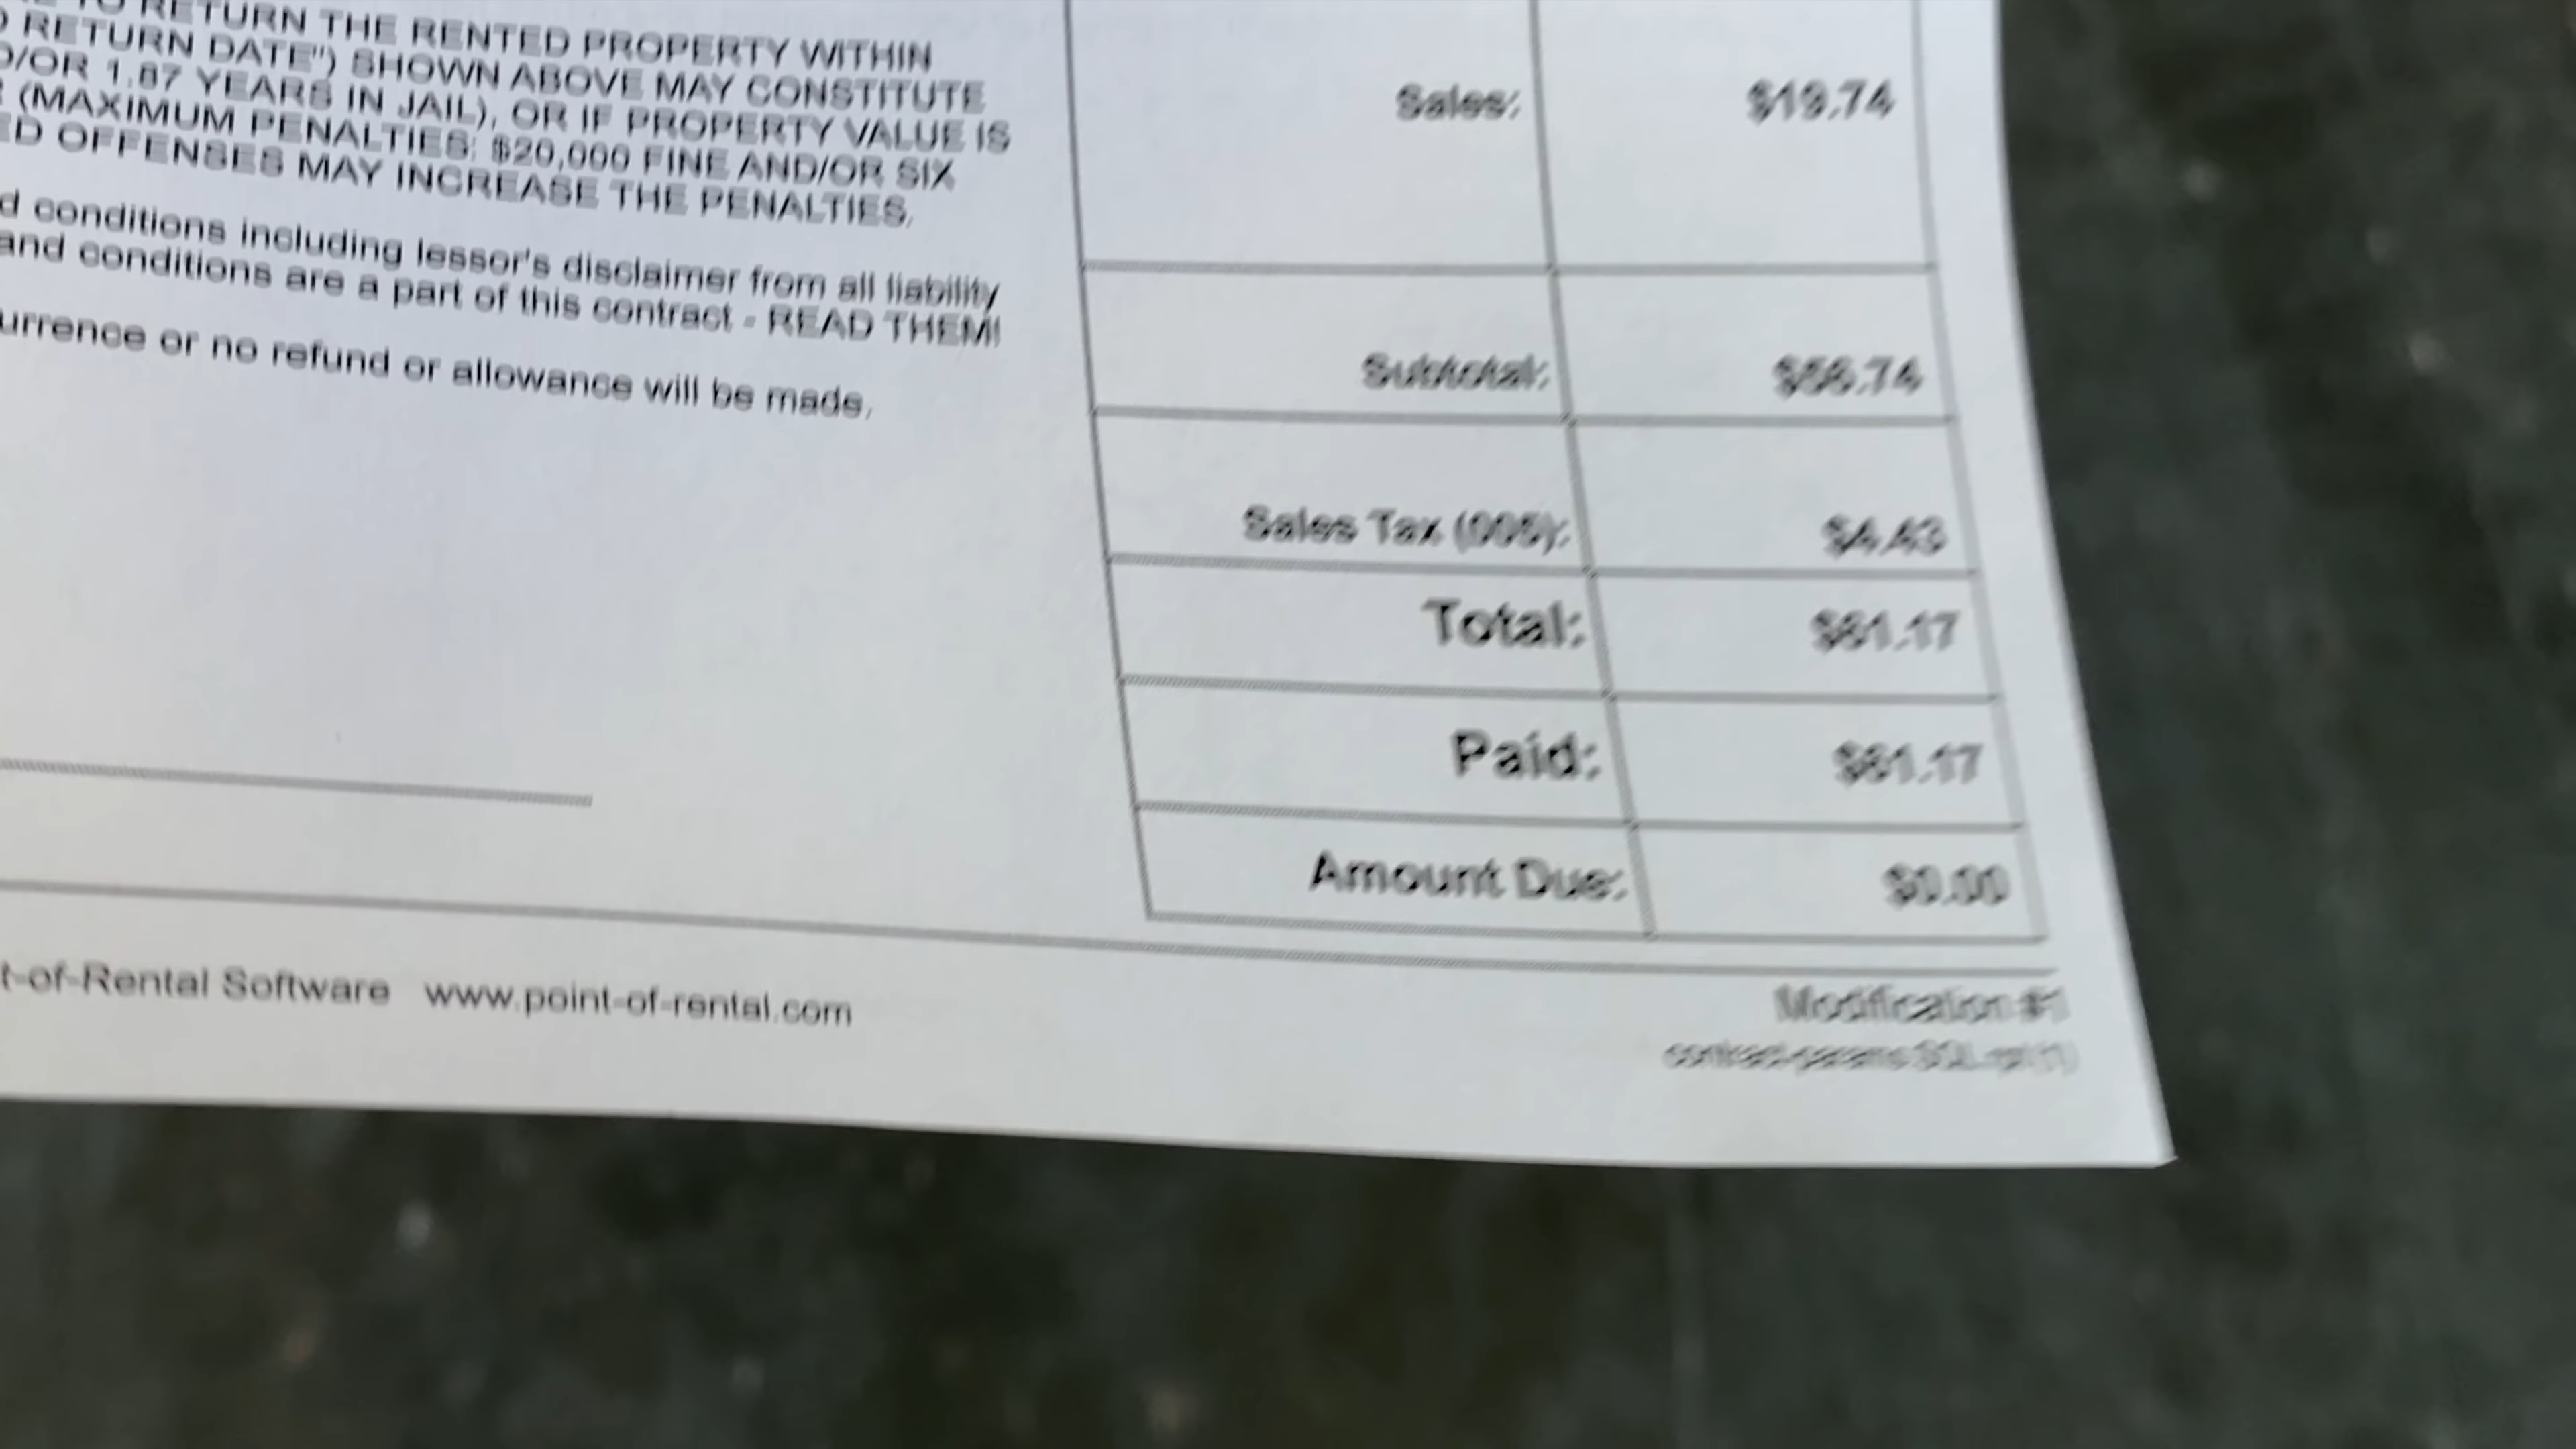 TO RETURN THE RENTED PROPERTY WITHIN
RETURN DATE") SHOWN ABOVE MAY CONSTITUTE
D/OR 1.87 YEARS IN JAIL), OR IF PROPERTY VALUE IS
(MAXIMUM PENALTIES: $20,000 FINE AND/OR SIX
ED OFFENSES MAY INCREASE THE PENALTIES.
d conditions including lessor's disclaimer from all liability
and conditions are a part of this contract - READ THEM!
urrence or no refund or allowance will be made.
Sales: $19.74
Subtotal: $56.74
Sales Tax (005): $4.43
Total: $61.17
Paid: $61.17
Amount Due: $0.00
t-of-Rental Software www.point-of-rental.com
Modification #1